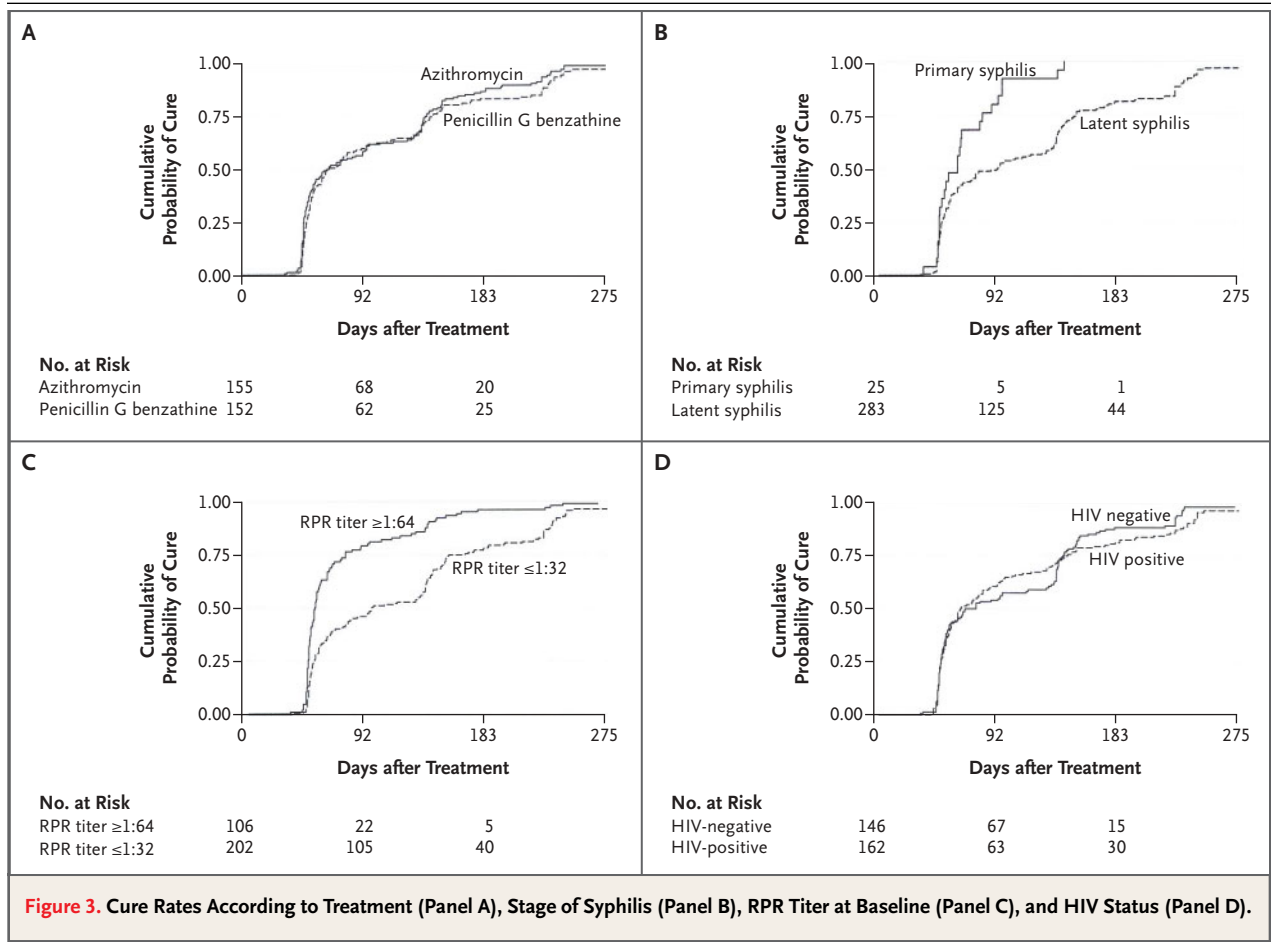 A
1.00
0.75
0.50
0.25
0.00
Cumulative
Probability of Cure
Azithromycin
Penicillin G benzathine
0 92 183 275
Days after Treatment
No. at Risk
Azithromycin 155 68 20
Penicillin G benzathine 152 62 25
B
1.00
0.75
0.50
0.25
0.00
Cumulative
Probability of Cure
Primary syphilis
Latent syphilis
0 92 183 275
Days after Treatment
No. at Risk
Primary syphilis 25 5 1
Latent syphilis 283 125 44
C
1.00
0.75
0.50
0.25
0.00
Cumulative
Probability of Cure
RPR titer ≥1:64
RPR titer ≤1:32
0 92 183 275
Days after Treatment
No. at Risk
RPR titer ≥1:64 106 22 5
RPR titer ≤1:32 202 105 40
D
1.00
0.75
0.50
0.25
0.00
Cumulative
Probability of Cure
HIV negative
HIV positive
0 92 183 275
Days after Treatment
No. at Risk
HIV-negative 146 67 15
HIV-positive 162 63 30
Figure 3. Cure Rates According to Treatment (Panel A), Stage of Syphilis (Panel B), RPR Titer at Baseline (Panel C), and HIV Status (Panel D).